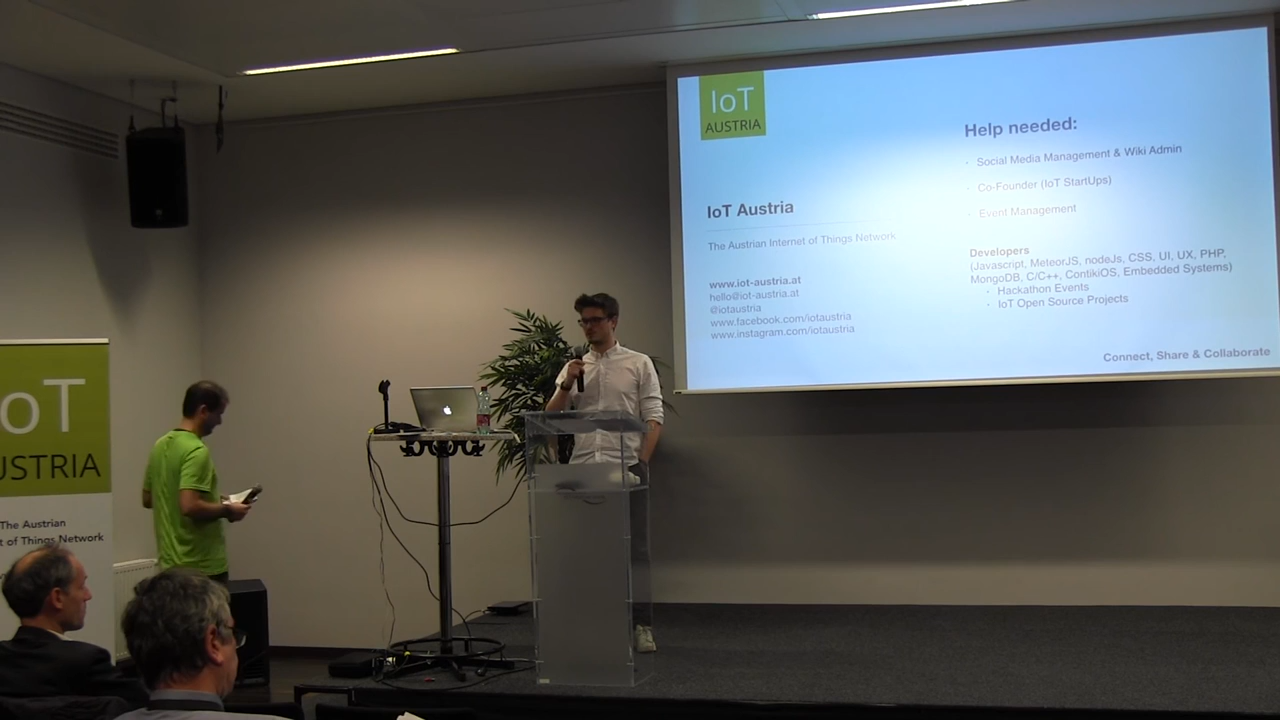 IoT
AUSTRIA
IoT Austria
The Austrian Internet of Things Network
www.iot-austria.at
hello@iot-austria.at
@iotaustria
www.facebook.com/iotaustria
www.instagram.com/iotaustria
Help needed:
· Social Media Management & Wiki Admin
· Co-Founder (IoT StartUps)
· Event Management
Developers
(Javascript, MeteorJS, nodeJs, CSS, UI, UX, PHP,
MongoDB, C/C++, ContikiOS, Embedded Systems)
· Hackathon Events
· IoT Open Source Projects
Connect, Share & Collaborate
oT
USTRIA
The Austrian
t of Things Network